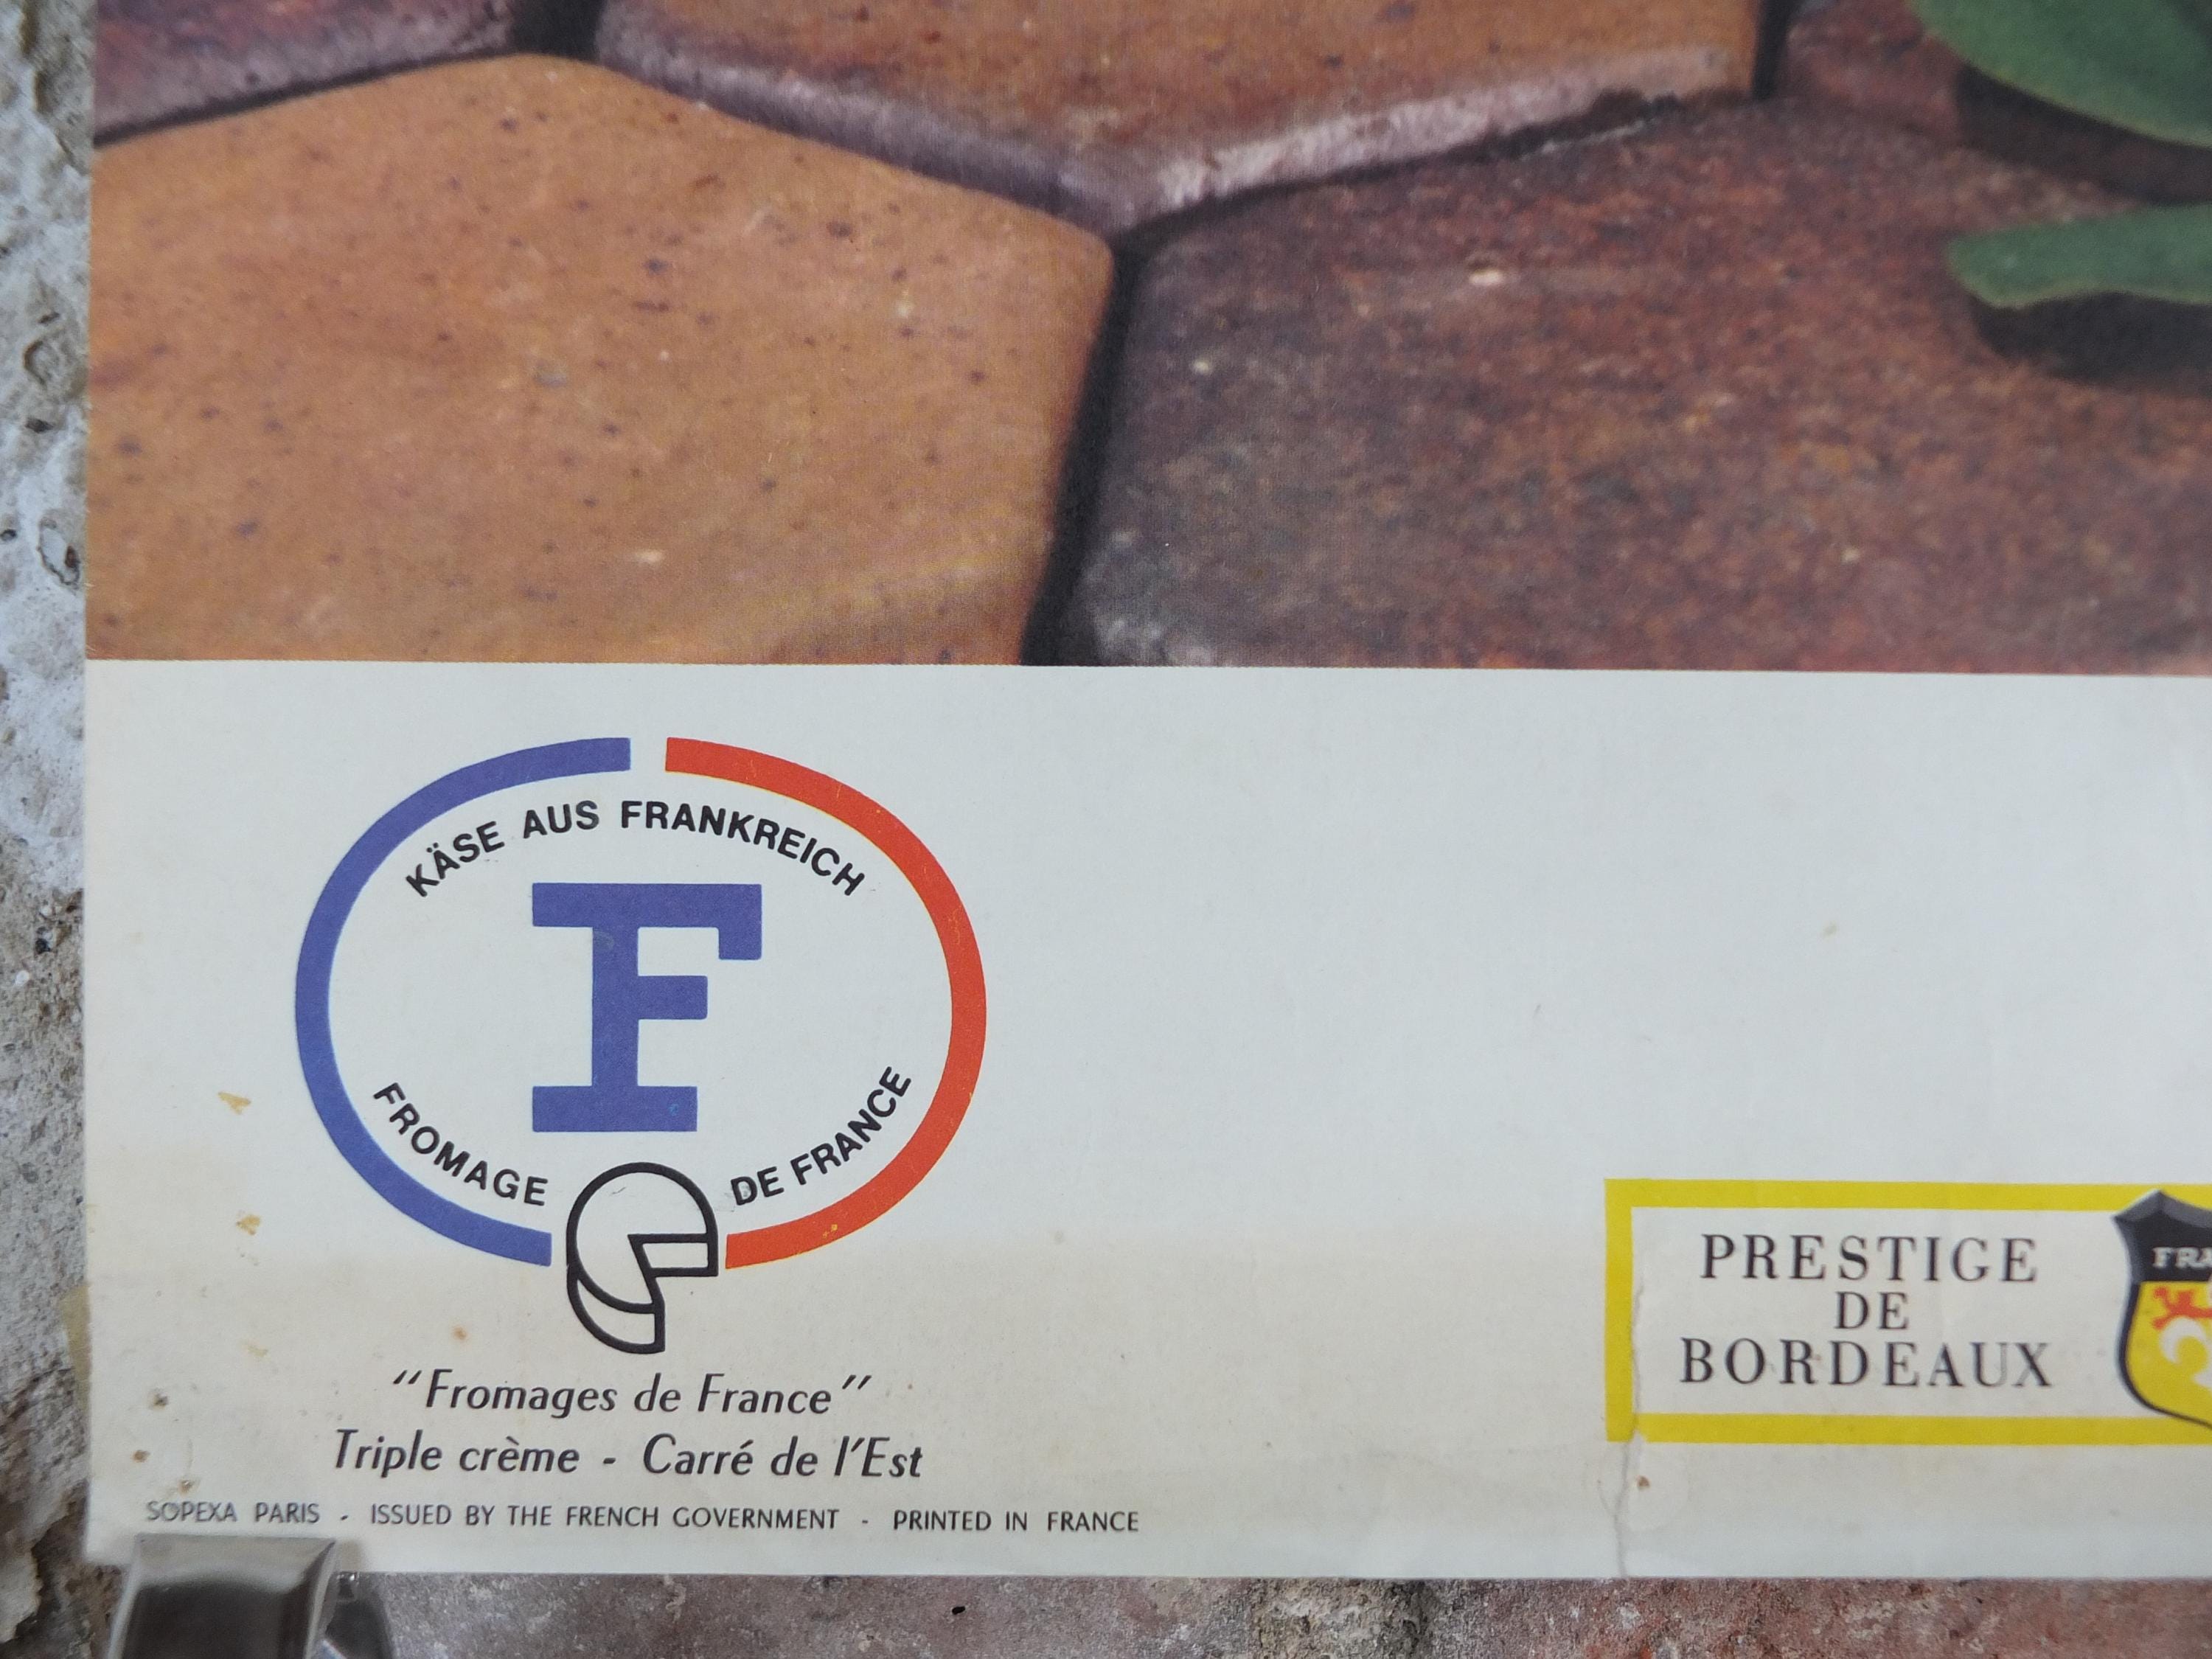 KÄSE AUS FRANKREICH
F
FROMAGE DE FRANCE
"Fromages de France"
Triple crème - Carré de l'Est
SOPEXA PARIS - ISSUED BY THE FRENCH GOVERNMENT - PRINTED IN FRANCE
PRESTIGE
DE
BORDEAUX